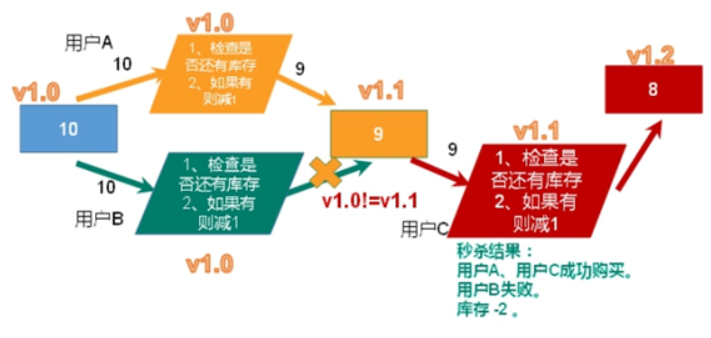 v1.0
用户A
10
1、检查是
否还有库存
2、如果有
则减1
9
v1.0
10
v1.1
9
v1.2
8
10
用户B
1、检查是
否还有库存
2、如果有
则减1
v1.0
v1.0!=v1.1
9
用户C
v1.1
1、检查是
否还有库存
2、如果有
则减1
秒杀结果：
用户A、用户C成功购买。
用户B失败。
库存 -2 。